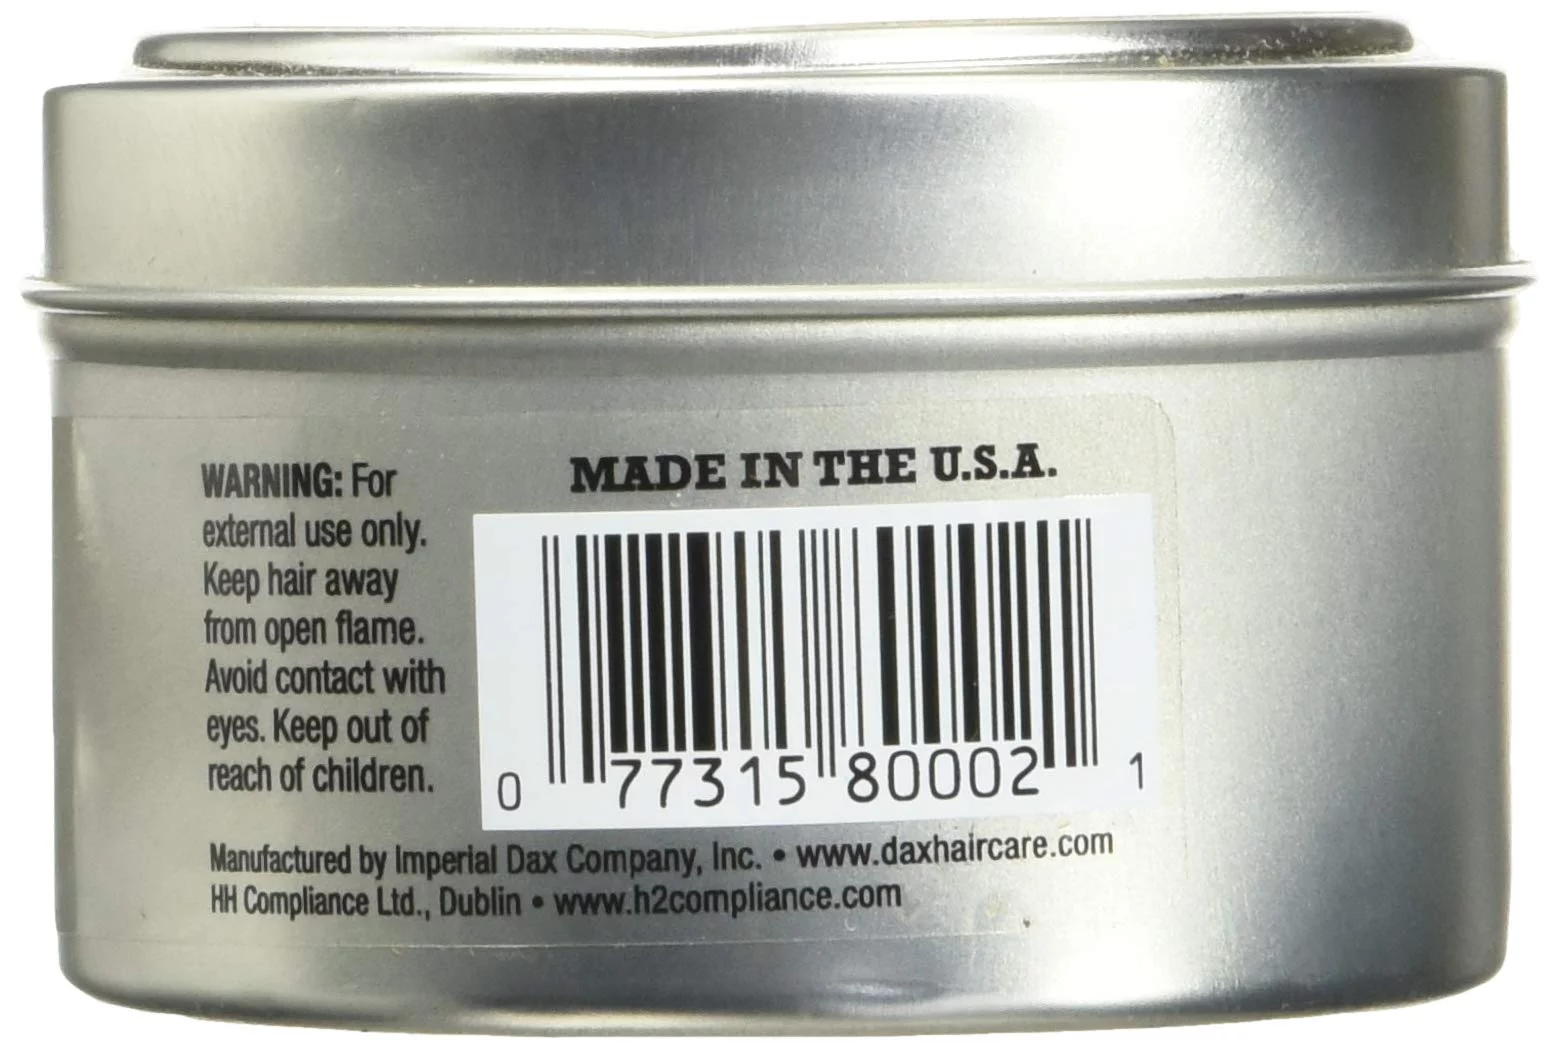 WARNING: For
external use only.
Keep hair away
from open flame.
Avoid contact with
eyes. Keep out of
reach of children.
MADE IN THE U.S.A.
0 77315 80002 1
Manufactured by Imperial Dax Company, Inc. • www.daxhaircare.com
HH Compliance Ltd., Dublin • www.h2compliance.com